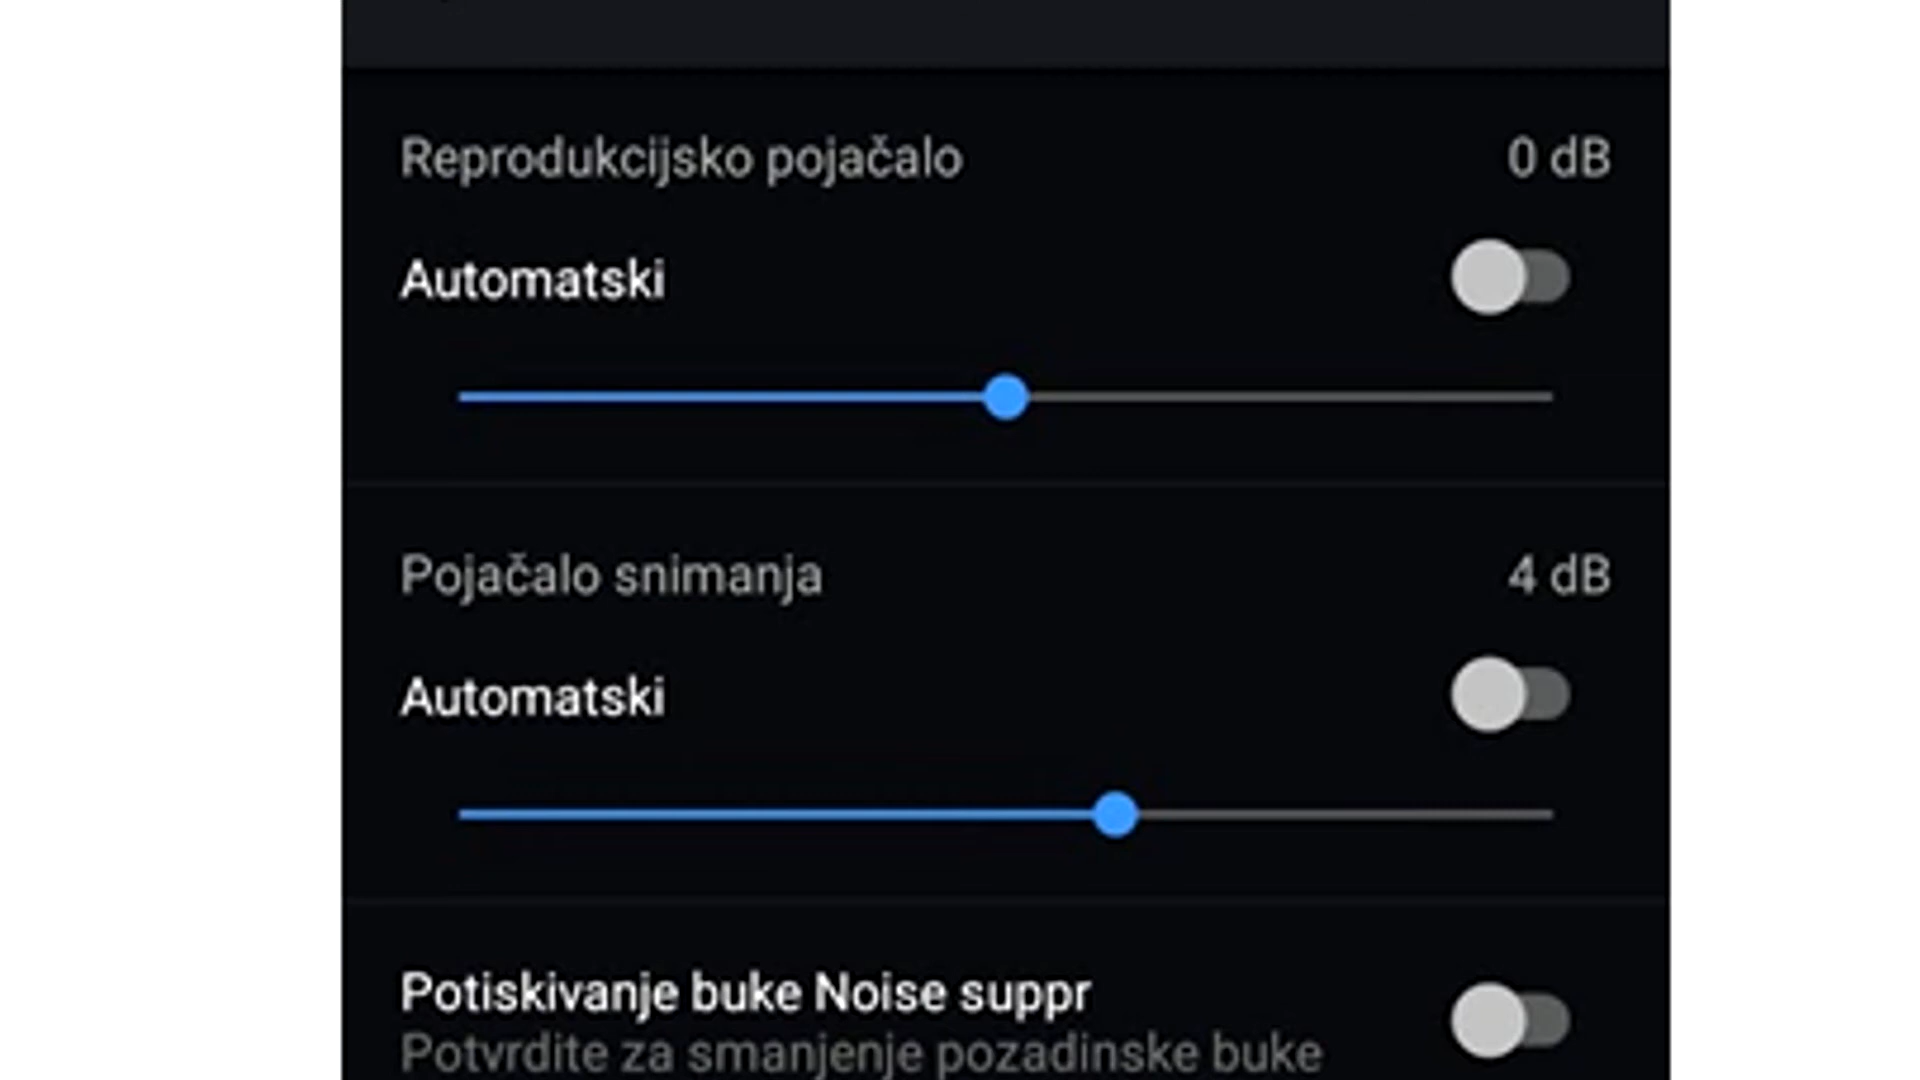 Reprodukcijsko pojačalo 0 dB
Automatski
Pojačalo snimanja 4 dB
Automatski
Potiskivanje buke Noise suppr
Potvrdite za smanjenje pozadinske buke